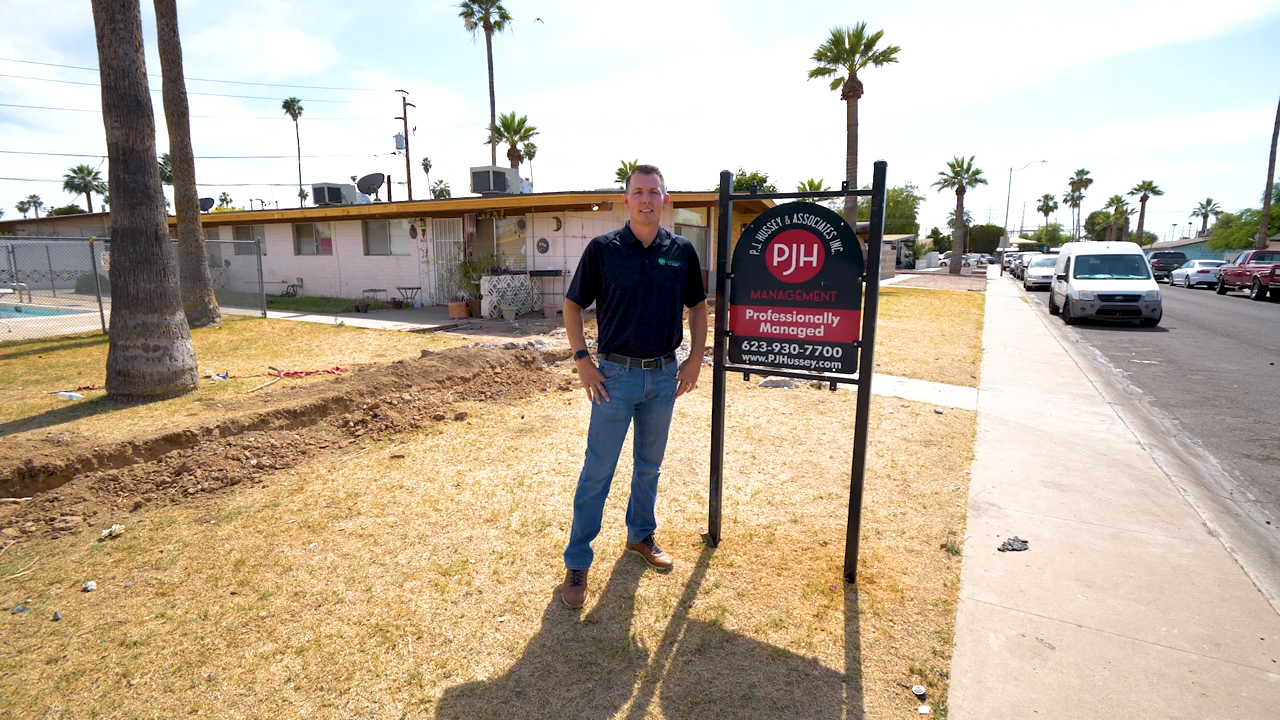 P.J. HUSSEY & ASSOCIATES INC.
PJH
MANAGEMENT
Professionally
Managed
623-930-7700
www.PJHussey.com